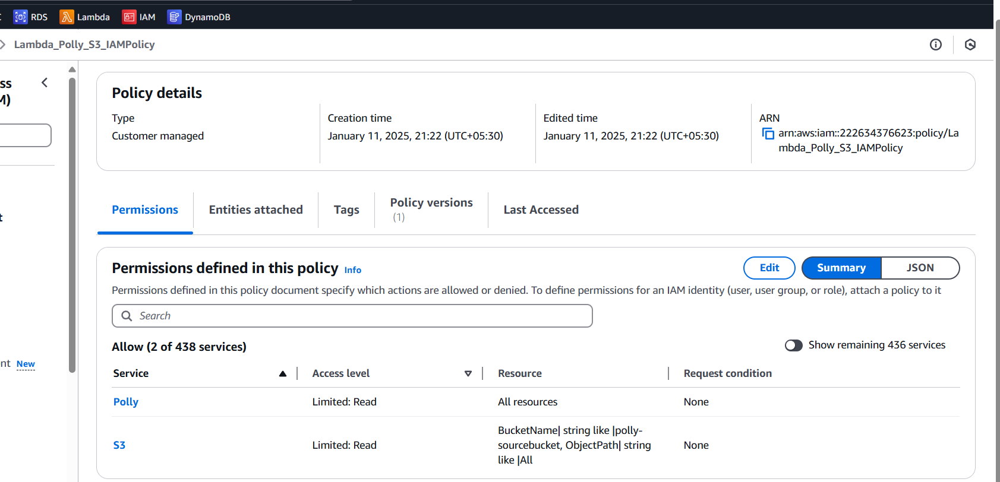 RDS Lambda IAM DynamoDB
Lambda_Polly_S3_IAMPolicy
Policy details
Type
Customer managed
Creation time
January 11, 2025, 21:22 (UTC+05:30)
Edited time
January 11, 2025, 21:22 (UTC+05:30)
ARN
arn:aws:iam::222634376623:policy/La
mbda_Polly_S3_IAMPolicy
Permissions
Entities attached
Tags
Policy versions
(1)
Last Accessed
Permissions defined in this policy Info
Edit
Summary
JSON
Permissions defined in this policy document specify which actions are allowed or denied. To define permissions for an IAM identity (user, user group, or role), attach a policy to it
Search
Allow (2 of 438 services)
Show remaining 436 services
Service Access level Resource Request condition
Polly Limited: Read All resources None
S3 Limited: Read
BucketName| string like |polly-
sourcebucket, ObjectPath| string
like |All
None
ss
M)
t
nt New